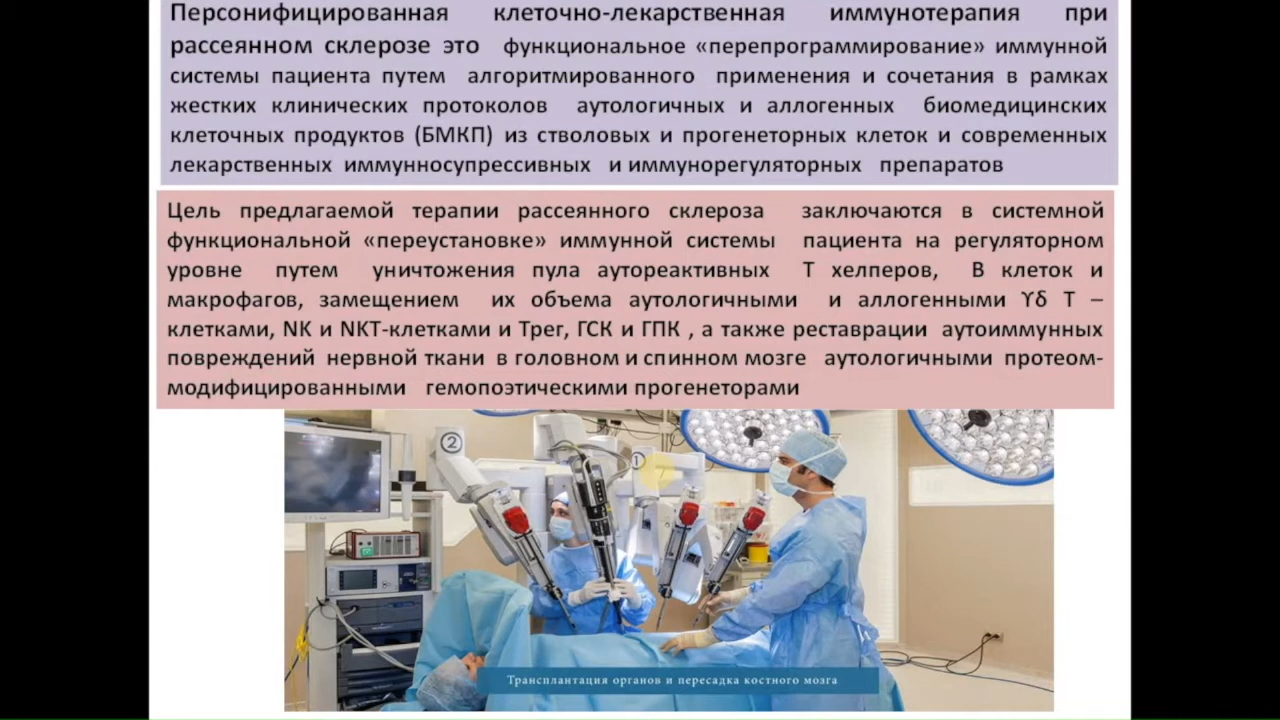 Персонифицированная клеточно-лекарственная иммунотерапия при
рассеянном склерозе это функциональное «перепрограммирование» иммунной
системы пациента путем алгоритмированного применения и сочетания в рамках
жестких клинических протоколов аутологичных и аллогенных биомедицинских
клеточных продуктов (БМКП) из стволовых и прогенеторных клеток и современных
лекарственных иммунносупрессивных и иммунорегуляторных препаратов
Цель предлагаемой терапии рассеянного склероза заключаются в системной
функциональной «переустановке» иммунной системы пациента на регуляторном
уровне путем уничтожения пула аутореактивных Т хелперов, В клеток и
макрофагов, замещением их объема аутологичными и аллогенными ϒδ Т –
клетками, NK и NKT-клетками и Трег, ГСК и ГПК , а также реставрации аутоиммунных
повреждений нервной ткани в головном и спинном мозге аутологичными протеом-
модифицированными гемопоэтическими прогенеторами
2
1
Трансплантация органов и пересадка костного мозга